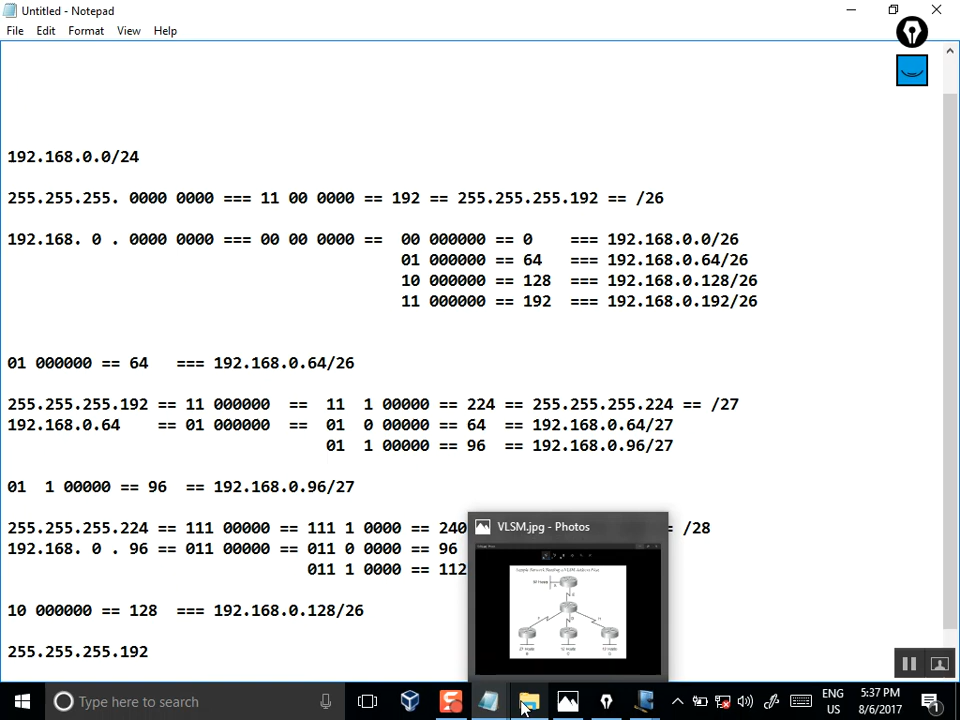 Untitled - Notepad
File Edit Format View Help
192.168.0.0/24
255.255.255. 0000 0000 === 11 00 0000 == 192 == 255.255.255.192 == /26
192.168. 0 . 0000 0000 === 00 00 0000 == 00 000000 == 0 === 192.168.0.0/26
01 000000 == 64 === 192.168.0.64/26
10 000000 == 128 === 192.168.0.128/26
11 000000 == 192 === 192.168.0.192/26
01 000000 == 64 === 192.168.0.64/26
255.255.255.192 == 11 000000 == 11 1 00000 == 224 == 255.255.255.224 == /27
192.168.0.64 == 01 000000 == 01 0 00000 == 64 == 192.168.0.64/27
01 1 00000 == 96 == 192.168.0.96/27
01 1 00000 == 96 == 192.168.0.96/27
255.255.255.224 == 111 00000 == 111 1 0000 == 240 /28
192.168. 0 . 96 == 011 00000 == 011 0 0000 == 96
011 1 0000 == 112
10 000000 == 128 === 192.168.0.128/26
255.255.255.192
VLSM.jpg - Photos
Type here to search
ENG
US
5:37 PM
8/6/2017
1